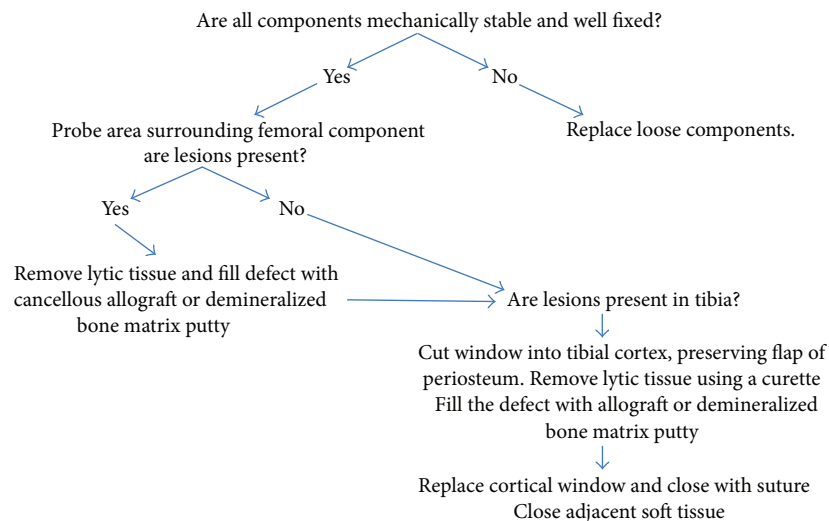 Are all components mechanically stable and well fixed?
Yes
No
Probe area surrounding femoral component
are lesions present?
Replace loose components.
Yes
No
Remove lytic tissue and fill defect with
cancellous allograft or demineralized
bone matrix putty
Are lesions present in tibia?
Cut window into tibial cortex, preserving flap of
periosteum. Remove lytic tissue using a curette
Fill the defect with allograft or demineralized
bone matrix putty
Replace cortical window and close with suture
Close adjacent soft tissue